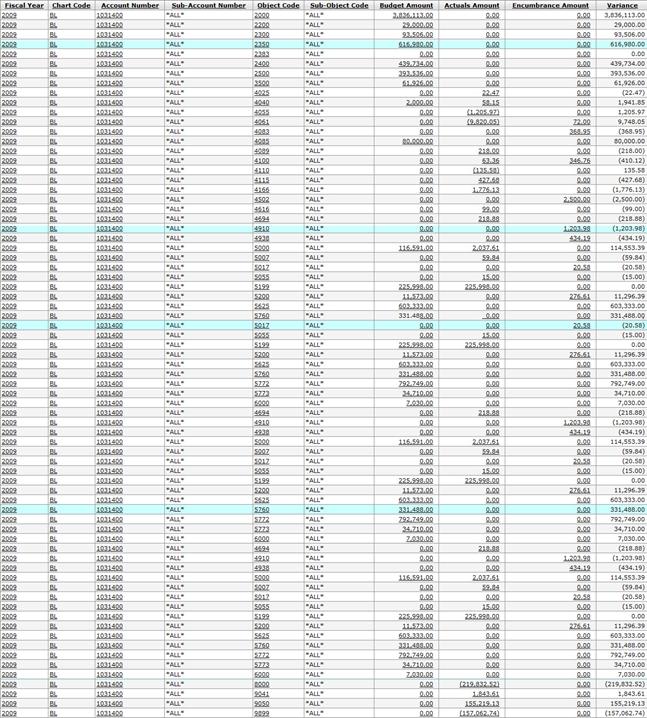 Fiscal Year Chart Code Account Number Sub-Account Number Object Code Sub-Object Code Budget Amount Actuals Amount Encumbrance Amount Variance
2009 BL 1031400 *ALL* 2000 *ALL* 3,836,113.00 0.00 0.00 3,836,113.00
2009 BL 1031400 *ALL* 2200 *ALL* 29,000.00 0.00 0.00 29,000.00
2009 BL 1031400 *ALL* 2300 *ALL* 93,506.00 0.00 0.00 93,506.00
2009 BL 1031400 *ALL* 2350 *ALL* 616,980.00 0.00 0.00 616,980.00
2009 BL 1031400 *ALL* 2383 *ALL* 0.00 0.00 0.00 0.00
2009 BL 1031400 *ALL* 2400 *ALL* 439,734.00 0.00 0.00 439,734.00
2009 BL 1031400 *ALL* 2500 *ALL* 393,536.00 0.00 0.00 393,536.00
2009 BL 1031400 *ALL* 3500 *ALL* 61,926.00 0.00 0.00 61,926.00
2009 BL 1031400 *ALL* 4025 *ALL* 0.00 22.47 0.00 (22.47)
2009 BL 1031400 *ALL* 4040 *ALL* 2,000.00 58.15 0.00 1,941.85
2009 BL 1031400 *ALL* 4055 *ALL* 0.00 (1,205.97) 0.00 1,205.97
2009 BL 1031400 *ALL* 4061 *ALL* 0.00 (9,820.05) 72.00 9,748.05
2009 BL 1031400 *ALL* 4083 *ALL* 0.00 0.00 368.95 (368.95)
2009 BL 1031400 *ALL* 4085 *ALL* 80,000.00 0.00 0.00 80,000.00
2009 BL 1031400 *ALL* 4089 *ALL* 0.00 218.00 0.00 (218.00)
2009 BL 1031400 *ALL* 4100 *ALL* 0.00 63.36 346.76 (410.12)
2009 BL 1031400 *ALL* 4110 *ALL* 0.00 (135.58) 0.00 135.58
2009 BL 1031400 *ALL* 4115 *ALL* 0.00 427.68 0.00 (427.68)
2009 BL 1031400 *ALL* 4166 *ALL* 0.00 1,776.13 0.00 (1,776.13)
2009 BL 1031400 *ALL* 4502 *ALL* 0.00 0.00 2,500.00 (2,500.00)
2009 BL 1031400 *ALL* 4616 *ALL* 0.00 99.00 0.00 (99.00)
2009 BL 1031400 *ALL* 4694 *ALL* 0.00 218.88 0.00 (218.88)
2009 BL 1031400 *ALL* 4910 *ALL* 0.00 0.00 1,203.98 (1,203.98)
2009 BL 1031400 *ALL* 4938 *ALL* 0.00 0.00 434.19 (434.19)
2009 BL 1031400 *ALL* 5000 *ALL* 116,591.00 2,037.61 0.00 114,553.39
2009 BL 1031400 *ALL* 5007 *ALL* 0.00 59.84 0.00 (59.84)
2009 BL 1031400 *ALL* 5017 *ALL* 0.00 0.00 20.58 (20.58)
2009 BL 1031400 *ALL* 5055 *ALL* 0.00 15.00 0.00 (15.00)
2009 BL 1031400 *ALL* 5199 *ALL* 225,998.00 225,998.00 0.00 0.00
2009 BL 1031400 *ALL* 5200 *ALL* 11,573.00 0.00 276.61 11,296.39
2009 BL 1031400 *ALL* 5625 *ALL* 603,333.00 0.00 0.00 603,333.00
2009 BL 1031400 *ALL* 5760 *ALL* 331,488.00 0.00 0.00 331,488.00
2009 BL 1031400 *ALL* 5017 *ALL* 0.00 0.00 20.58 (20.58)
2009 BL 1031400 *ALL* 5055 *ALL* 0.00 15.00 0.00 (15.00)
2009 BL 1031400 *ALL* 5199 *ALL* 225,998.00 225,998.00 0.00 0.00
2009 BL 1031400 *ALL* 5200 *ALL* 11,573.00 0.00 276.61 11,296.39
2009 BL 1031400 *ALL* 5625 *ALL* 603,333.00 0.00 0.00 603,333.00
2009 BL 1031400 *ALL* 5760 *ALL* 331,488.00 0.00 0.00 331,488.00
2009 BL 1031400 *ALL* 5772 *ALL* 792,749.00 0.00 0.00 792,749.00
2009 BL 1031400 *ALL* 5773 *ALL* 34,710.00 0.00 0.00 34,710.00
2009 BL 1031400 *ALL* 6000 *ALL* 7,030.00 0.00 0.00 7,030.00
2009 BL 1031400 *ALL* 4694 *ALL* 0.00 218.88 0.00 (218.88)
2009 BL 1031400 *ALL* 4910 *ALL* 0.00 0.00 1,203.98 (1,203.98)
2009 BL 1031400 *ALL* 4938 *ALL* 0.00 0.00 434.19 (434.19)
2009 BL 1031400 *ALL* 5000 *ALL* 116,591.00 2,037.61 0.00 114,553.39
2009 BL 1031400 *ALL* 5007 *ALL* 0.00 59.84 0.00 (59.84)
2009 BL 1031400 *ALL* 5017 *ALL* 0.00 0.00 20.58 (20.58)
2009 BL 1031400 *ALL* 5055 *ALL* 0.00 15.00 0.00 (15.00)
2009 BL 1031400 *ALL* 5199 *ALL* 225,998.00 225,998.00 0.00 0.00
2009 BL 1031400 *ALL* 5200 *ALL* 11,573.00 0.00 276.61 11,296.39
2009 BL 1031400 *ALL* 5625 *ALL* 603,333.00 0.00 0.00 603,333.00
2009 BL 1031400 *ALL* 5760 *ALL* 331,488.00 0.00 0.00 331,488.00
2009 BL 1031400 *ALL* 5772 *ALL* 792,749.00 0.00 0.00 792,749.00
2009 BL 1031400 *ALL* 5773 *ALL* 34,710.00 0.00 0.00 34,710.00
2009 BL 1031400 *ALL* 6000 *ALL* 7,030.00 0.00 0.00 7,030.00
2009 BL 1031400 *ALL* 4694 *ALL* 0.00 218.88 0.00 (218.88)
2009 BL 1031400 *ALL* 4910 *ALL* 0.00 0.00 1,203.98 (1,203.98)
2009 BL 1031400 *ALL* 4938 *ALL* 0.00 0.00 434.19 (434.19)
2009 BL 1031400 *ALL* 5000 *ALL* 116,591.00 2,037.61 0.00 114,553.39
2009 BL 1031400 *ALL* 5007 *ALL* 0.00 59.84 0.00 (59.84)
2009 BL 1031400 *ALL* 5017 *ALL* 0.00 0.00 20.58 (20.58)
2009 BL 1031400 *ALL* 5055 *ALL* 0.00 15.00 0.00 (15.00)
2009 BL 1031400 *ALL* 5199 *ALL* 225,998.00 225,998.00 0.00 0.00
2009 BL 1031400 *ALL* 5200 *ALL* 11,573.00 0.00 276.61 11,296.39
2009 BL 1031400 *ALL* 5625 *ALL* 603,333.00 0.00 0.00 603,333.00
2009 BL 1031400 *ALL* 5760 *ALL* 331,488.00 0.00 0.00 331,488.00
2009 BL 1031400 *ALL* 5772 *ALL* 792,749.00 0.00 0.00 792,749.00
2009 BL 1031400 *ALL* 5773 *ALL* 34,710.00 0.00 0.00 34,710.00
2009 BL 1031400 *ALL* 6000 *ALL* 7,030.00 0.00 0.00 7,030.00
2009 BL 1031400 *ALL* 8000 *ALL* 0.00 (219,832.52) 0.00 (219,832.52)
2009 BL 1031400 *ALL* 9041 *ALL* 0.00 1,843.61 0.00 1,843.61
2009 BL 1031400 *ALL* 9050 *ALL* 0.00 155,219.13 0.00 155,219.13
2009 BL 1031400 *ALL* 9899 *ALL* 0.00 (157,062.74) 0.00 (157,062.74)